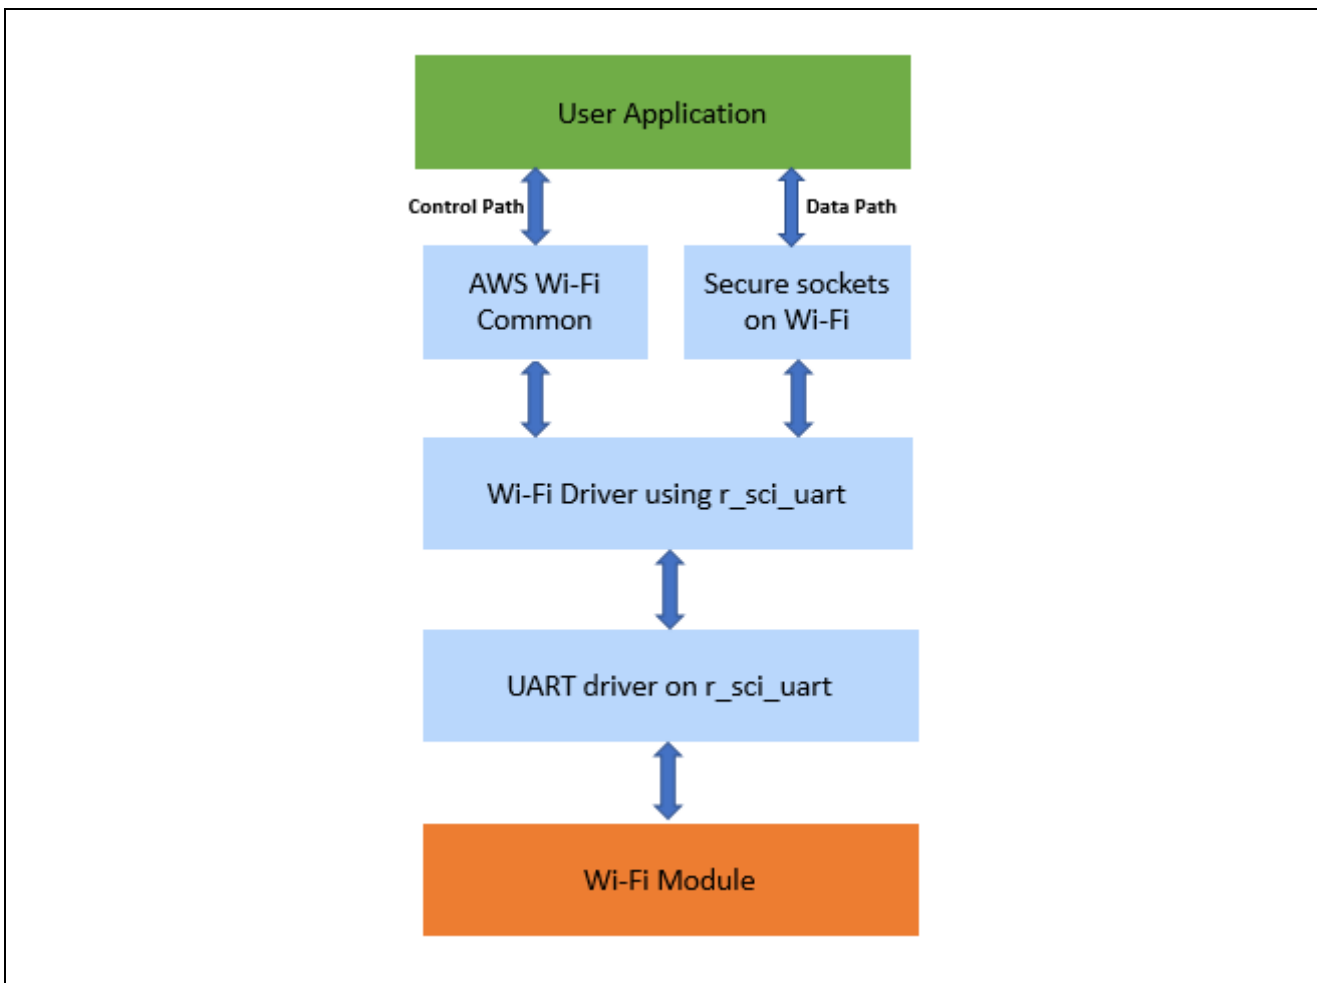 User Application
Control Path
Data Path
AWS Wi-Fi
Common
Secure sockets
on Wi-Fi
Wi-Fi Driver using r_sci_uart
UART driver on r_sci_uart
Wi-Fi Module